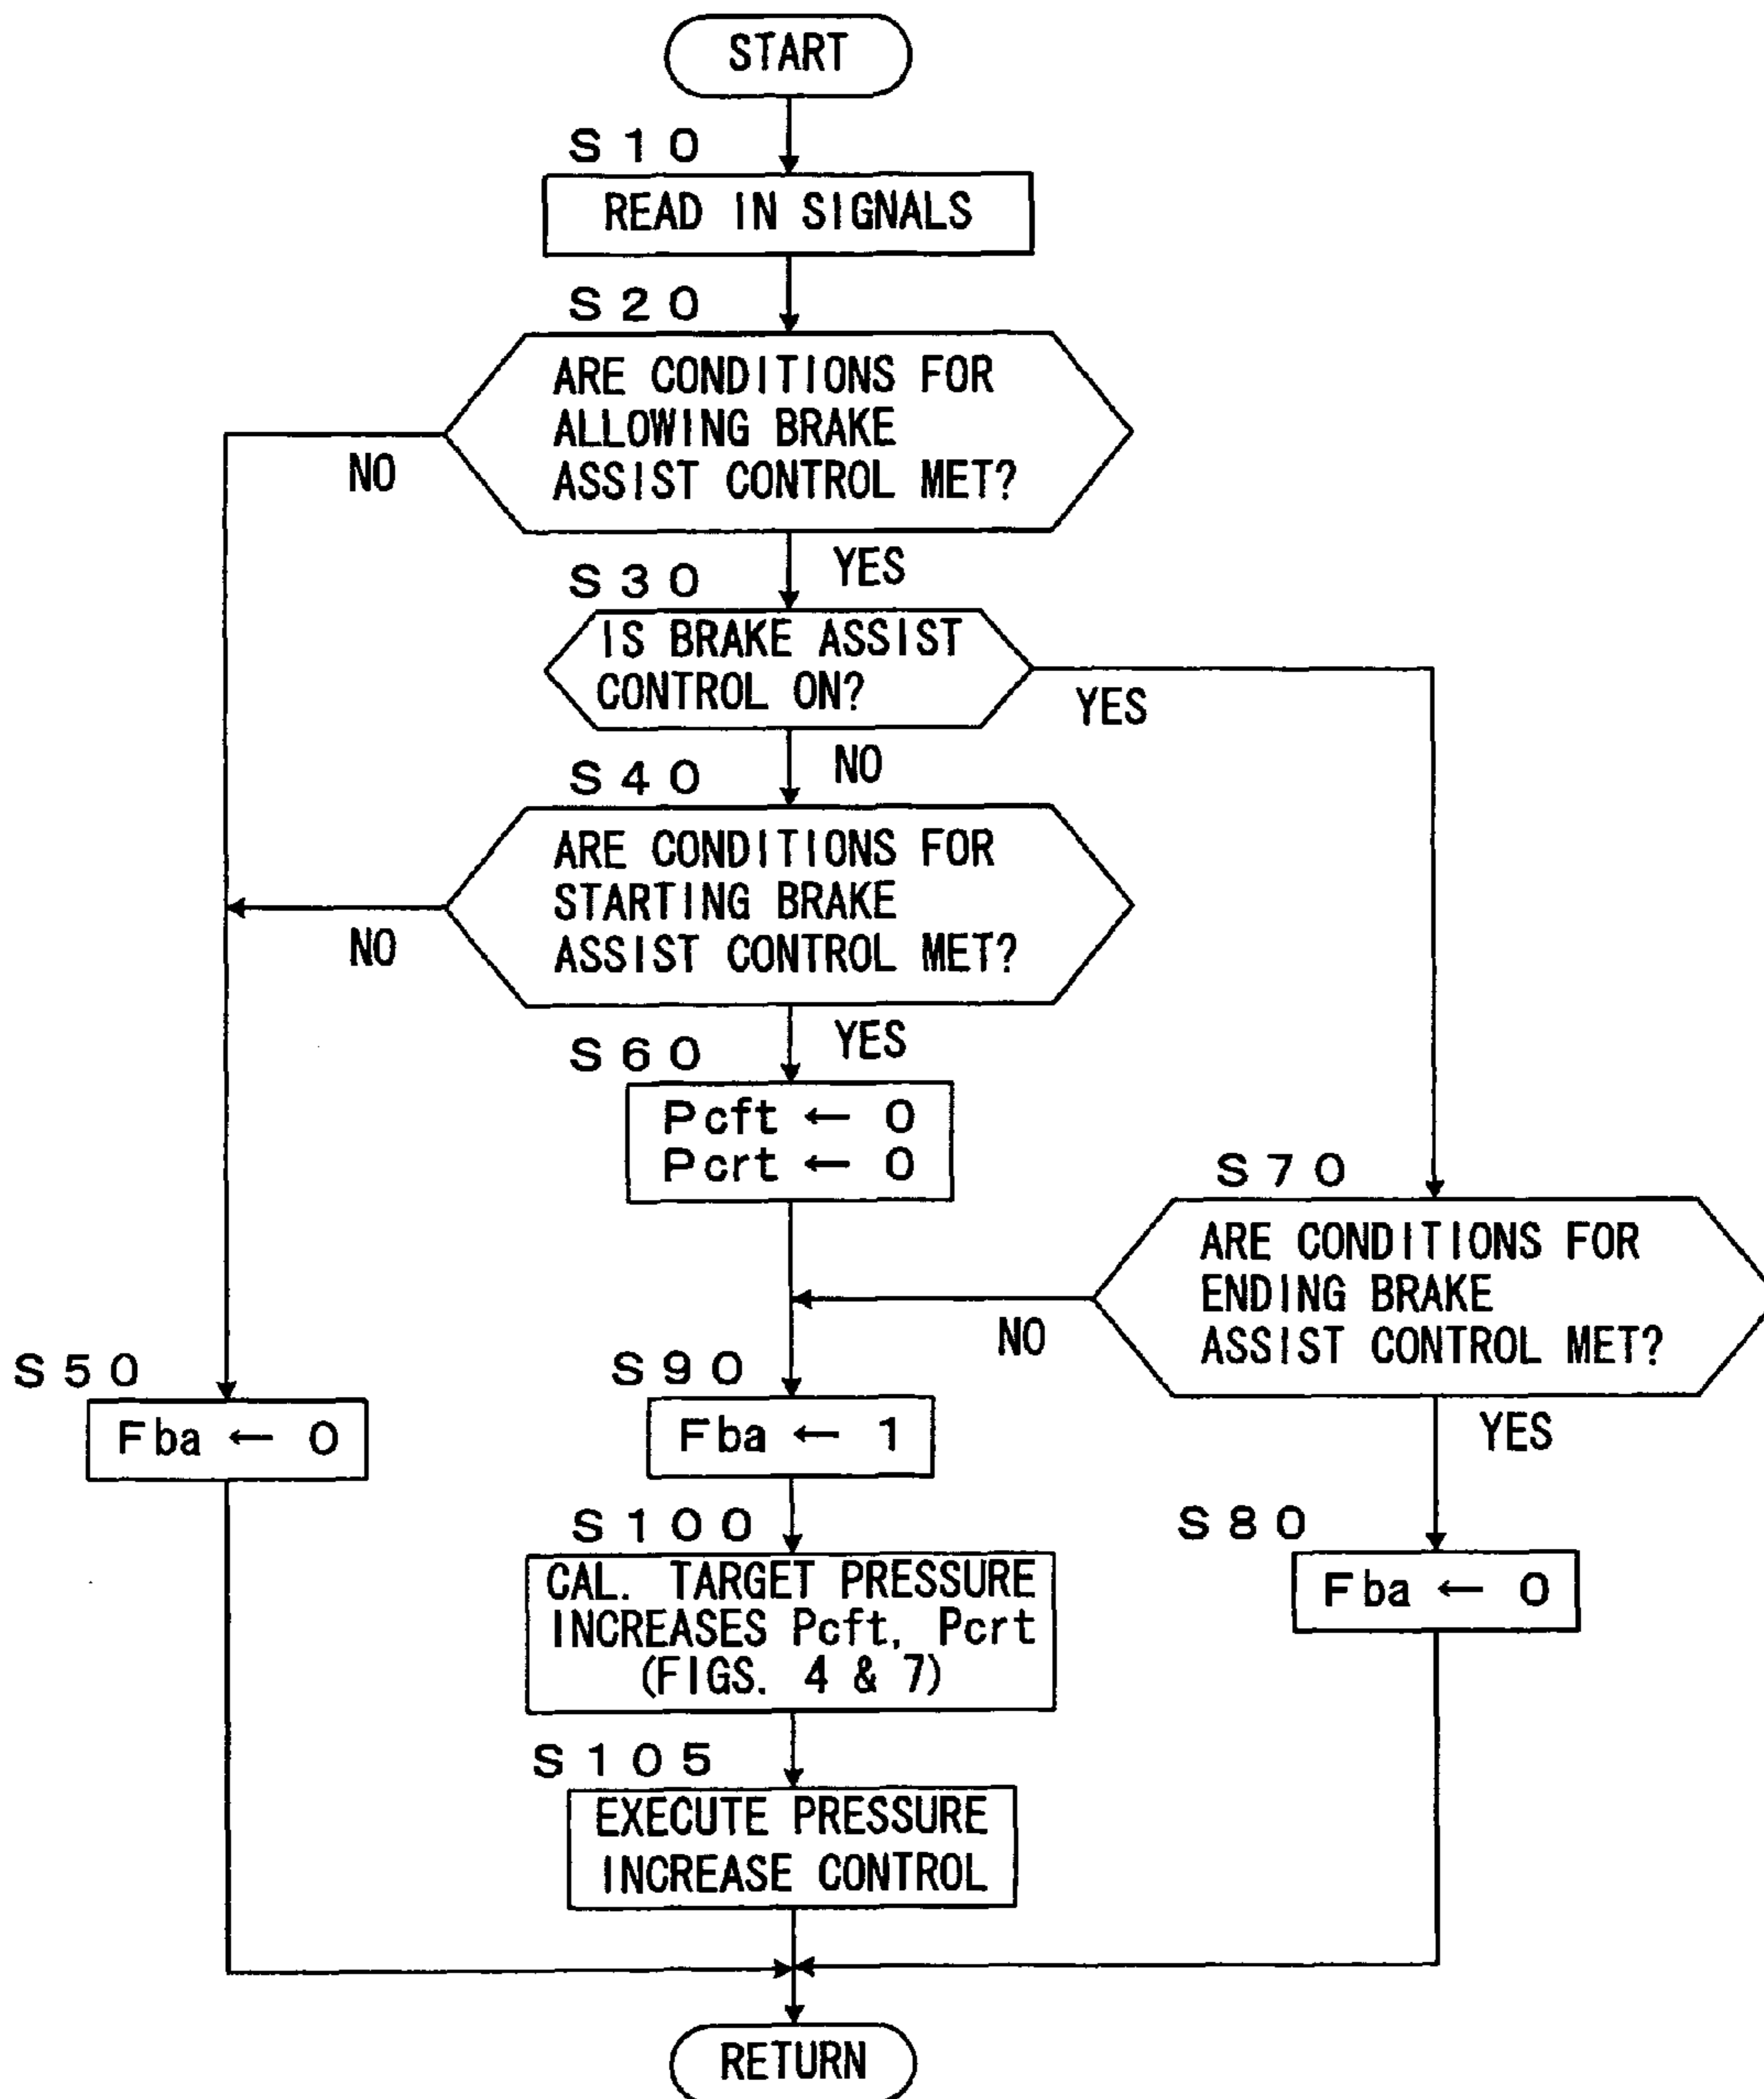 START
S10
READ IN SIGNALS
S20
ARE CONDITIONS FOR
ALLOWING BRAKE
ASSIST CONTROL MET?
NO
YES
S30
IS BRAKE ASSIST
CONTROL ON?
YES
NO
S40
ARE CONDITIONS FOR
STARTING BRAKE
ASSIST CONTROL MET?
NO
YES
S60
Pcft ← 0
Pcrt ← 0
S70
ARE CONDITIONS FOR
ENDING BRAKE
ASSIST CONTROL MET?
NO
YES
S50
Fba ← 0
S90
Fba ← 1
S80
Fba ← 0
S100
CAL. TARGET PRESSURE
INCREASES Pcft, Pcrt
(FIGS. 4 & 7)
S105
EXECUTE PRESSURE
INCREASE CONTROL
RETURN